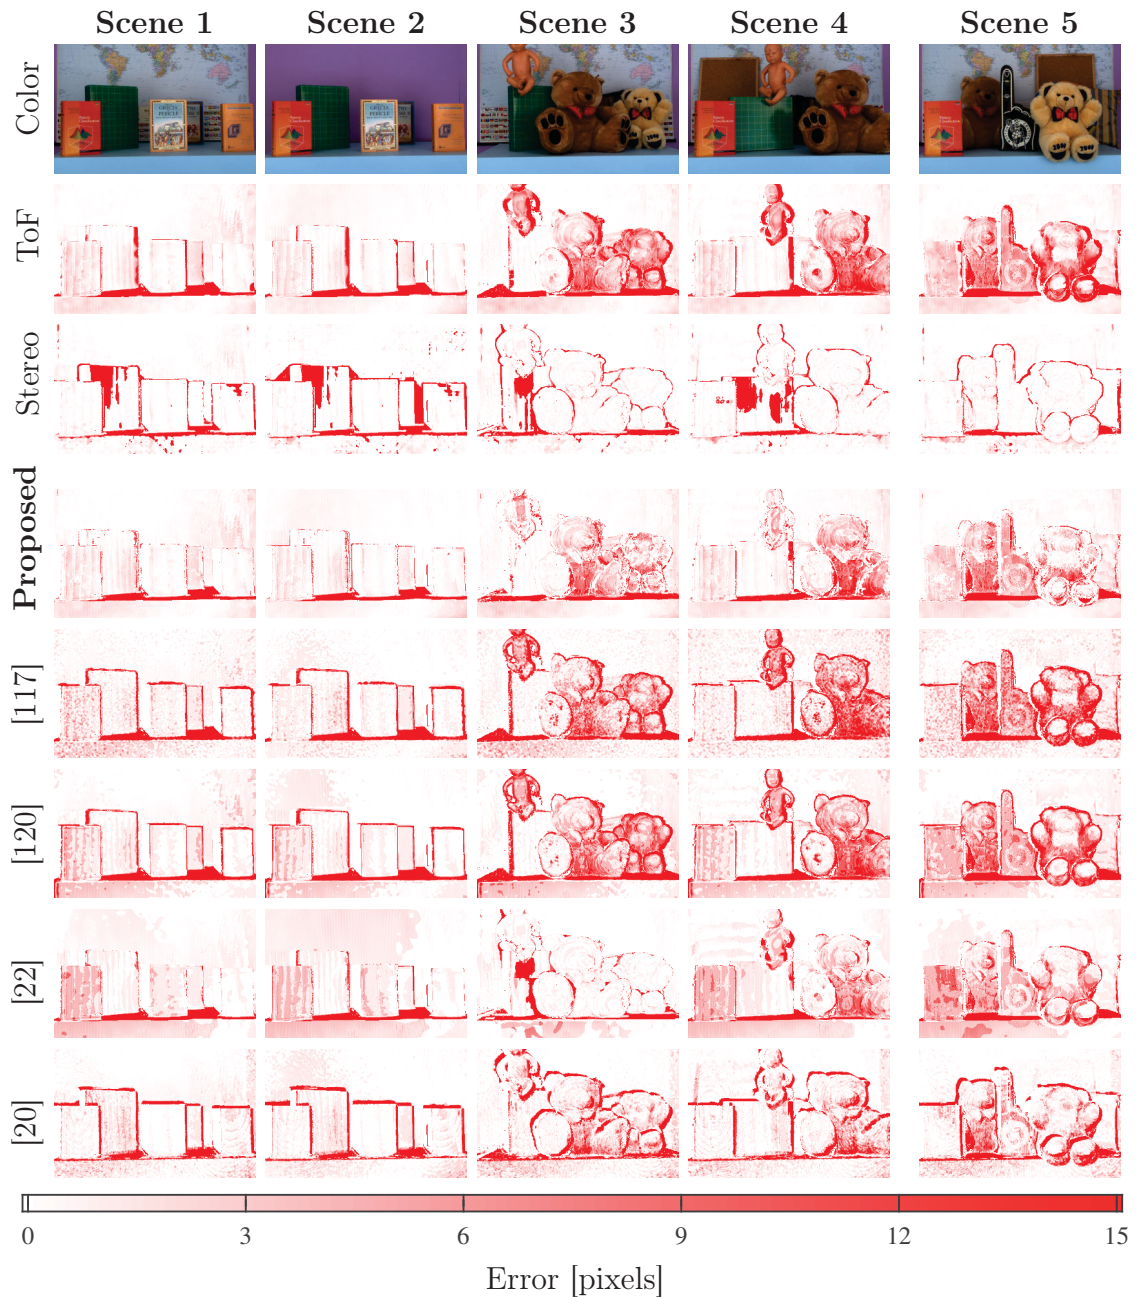 Scene 1 Scene 2 Scene 3 Scene 4 Scene 5
Color
ToF
Stereo
Proposed
[117]
[120]
[22]
[20]
0 3 6 9 12 15
Error [pixels]